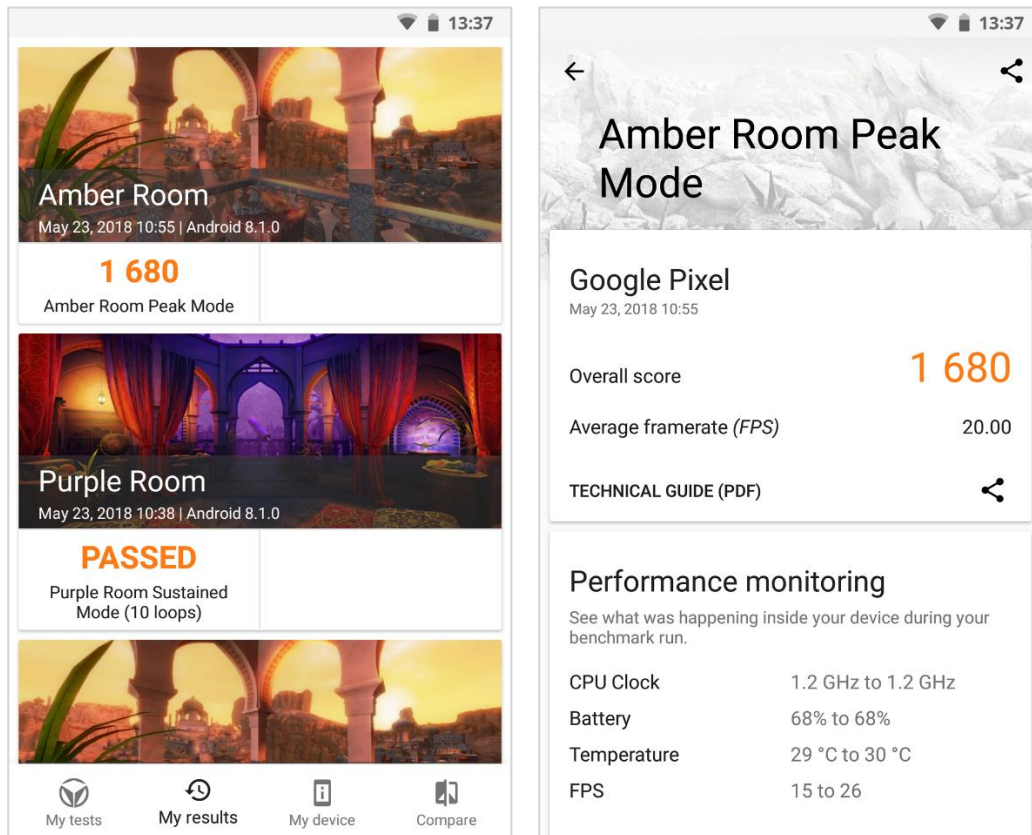 13:37
Amber Room
May 23, 2018 10:55 | Android 8.1.0
1 680
Amber Room Peak Mode
Purple Room
May 23, 2018 10:38 | Android 8.1.0
PASSED
Purple Room Sustained
Mode (10 loops)
My tests
My results
My device
Compare
13:37
Amber Room Peak
Mode
Google Pixel
May 23, 2018 10:55
Overall score
1 680
Average framerate (FPS)
20.00
TECHNICAL GUIDE (PDF)
Performance monitoring
See what was happening inside your device during your
benchmark run.
CPU Clock
1.2 GHz to 1.2 GHz
Battery
68% to 68%
Temperature
29 °C to 30 °C
FPS
15 to 26